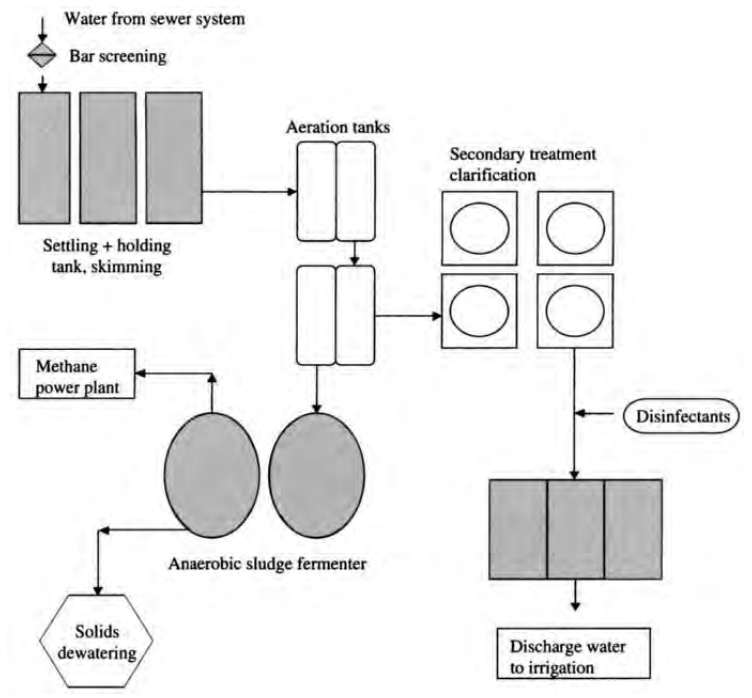 Water from sewer system
Bar screening
Aeration tanks
Secondary treatment
clarification
Settling + holding
tank, skimming
Methane
power plant
Disinfectants
Anaerobic sludge fermenter
Solids
dewatering
Discharge water
to irrigation